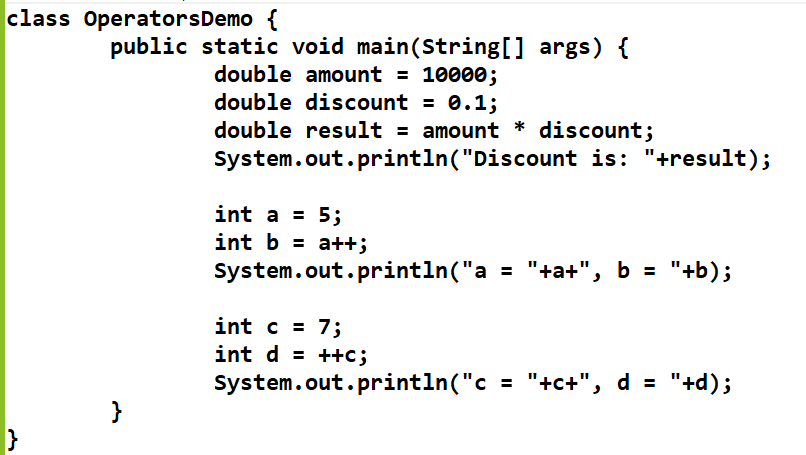 class OperatorsDemo {
public static void main(String[] args) {
double amount = 10000;
double discount = 0.1;
double result = amount * discount;
System.out.println("Discount is: "+result);
int a = 5;
int b = a++;
System.out.println("a = "+a+", b = "+b);
int c = 7;
int d = ++c;
System.out.println("c = "+c+", d = "+d);
}
}